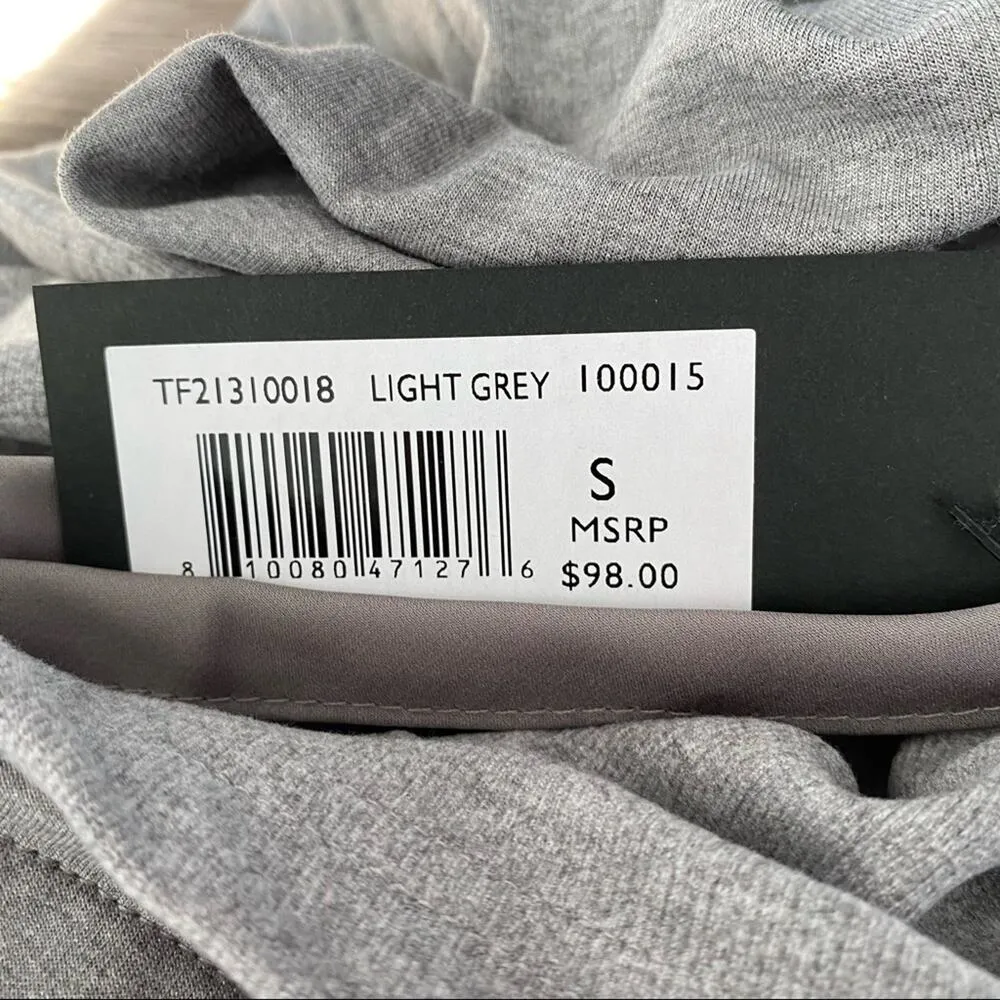 TF21310018 LIGHT GREY 100015
S
MSRP
$98.00
8 10080 47127 6